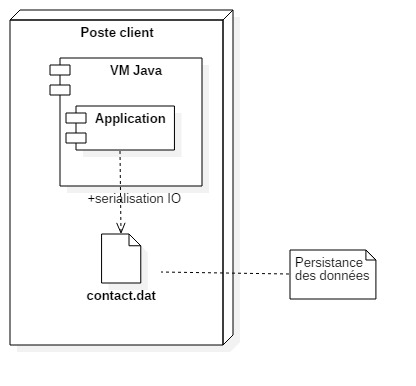 Poste client
VM Java
Application
+serialisation IO
contact.dat
Persistance
des données